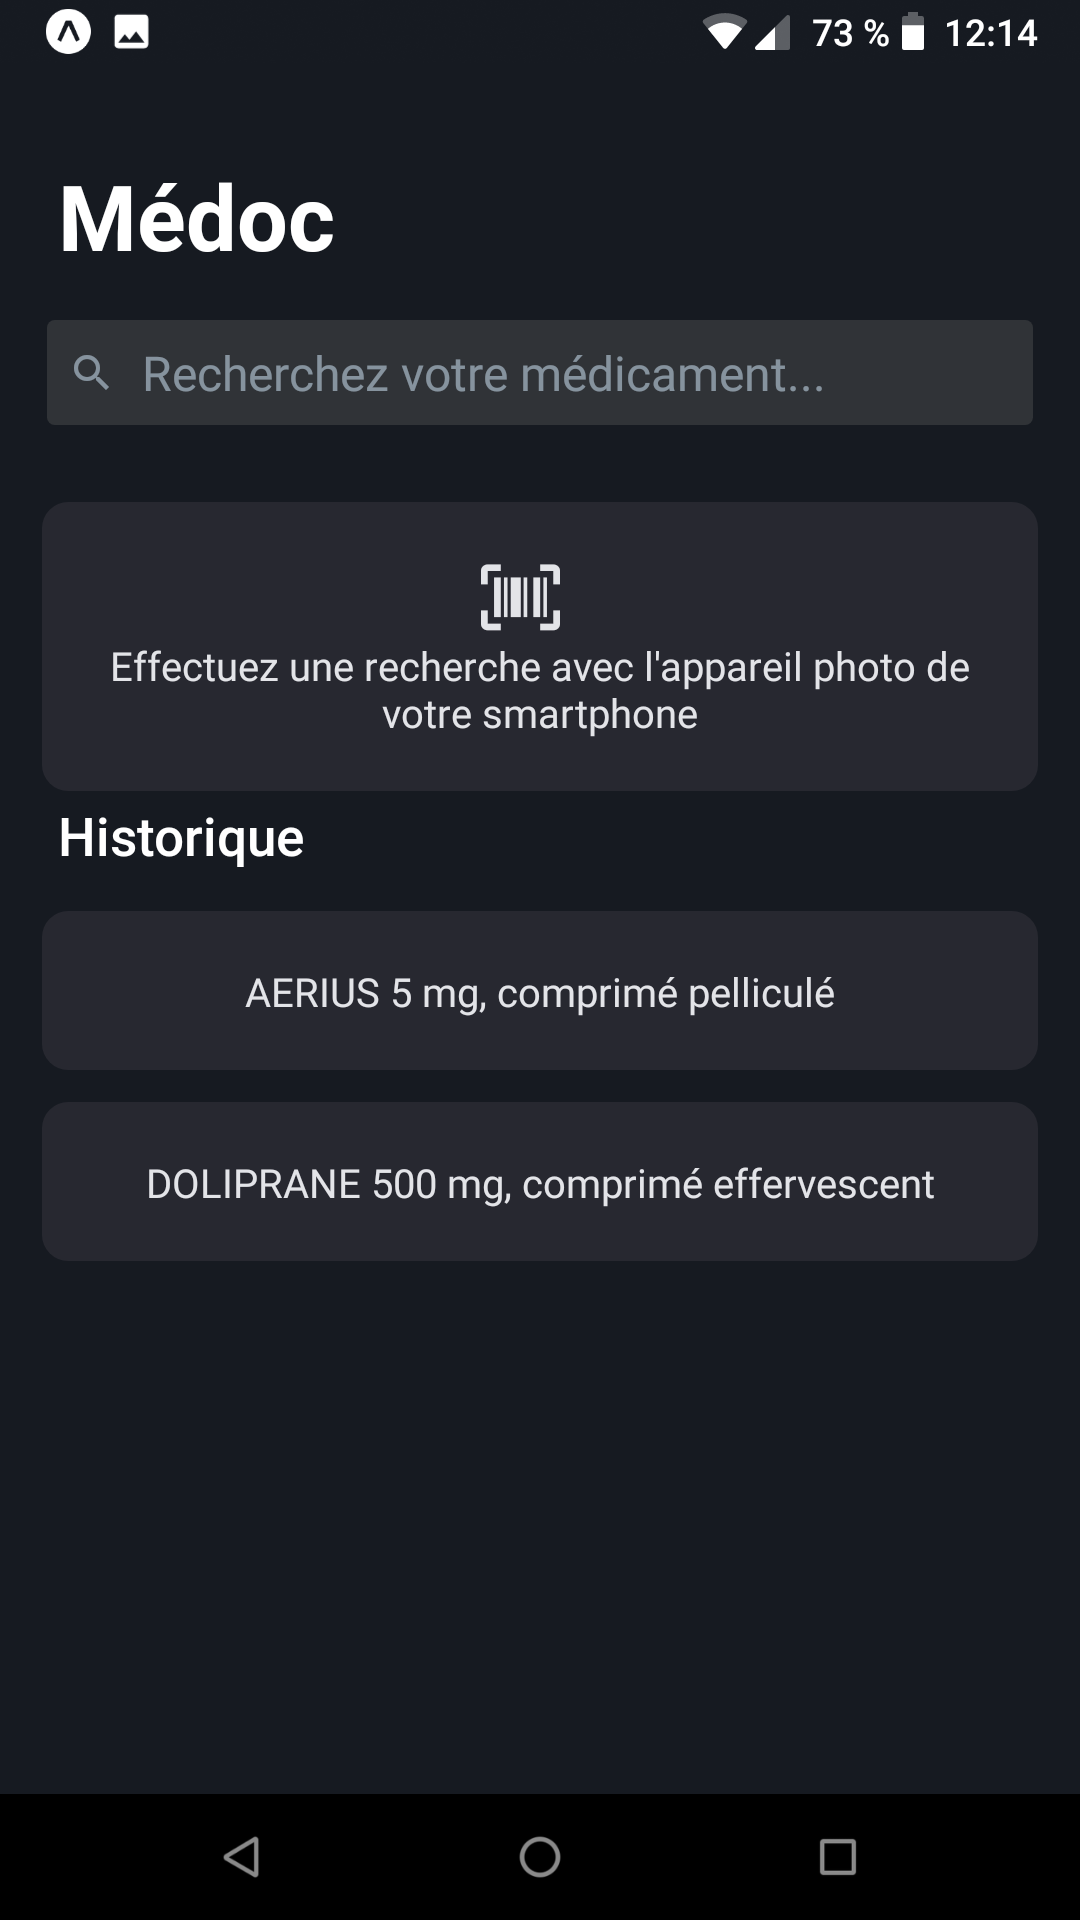 73 % 12:14
Médoc
Recherchez votre médicament...
Effectuez une recherche avec l'appareil photo de
votre smartphone
Historique
AERIUS 5 mg, comprimé pelliculé
DOLIPRANE 500 mg, comprimé effervescent